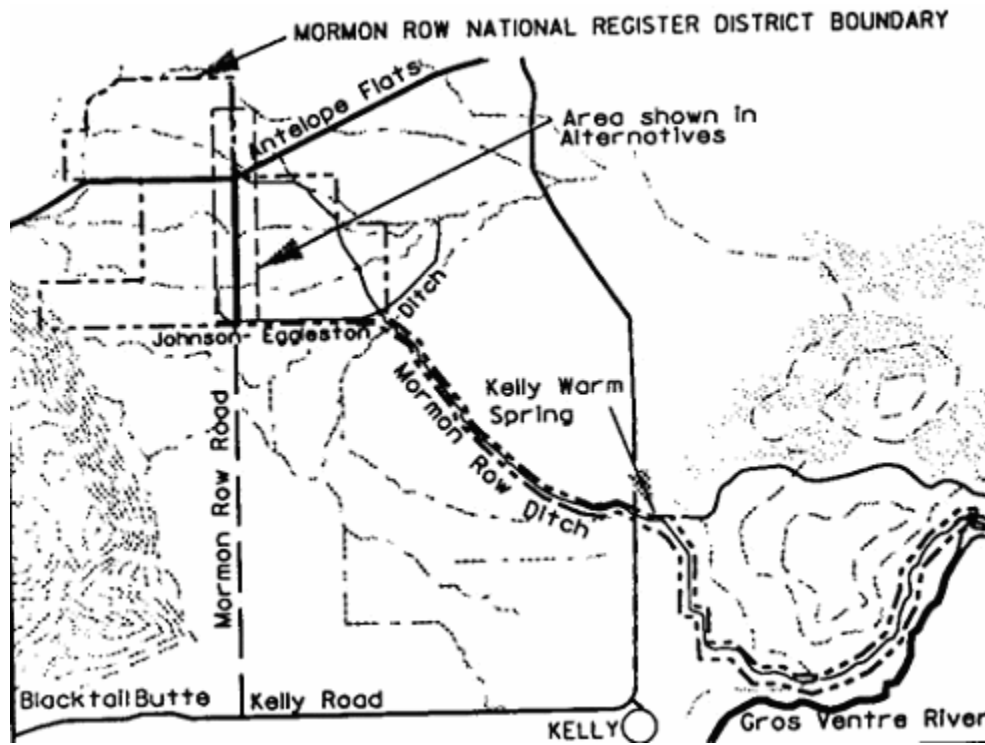 MORMON ROW NATIONAL REGISTER DISTRICT BOUNDARY
Antelope Flats
Area shown in
Alternatives
Ditch
Johnson-Eggleston
Mormon Row Ditch
Kelly Warm
Spring
Mormon Row Road
Blacktail Butte
Kelly Road
KELLY
Gros Ventre River